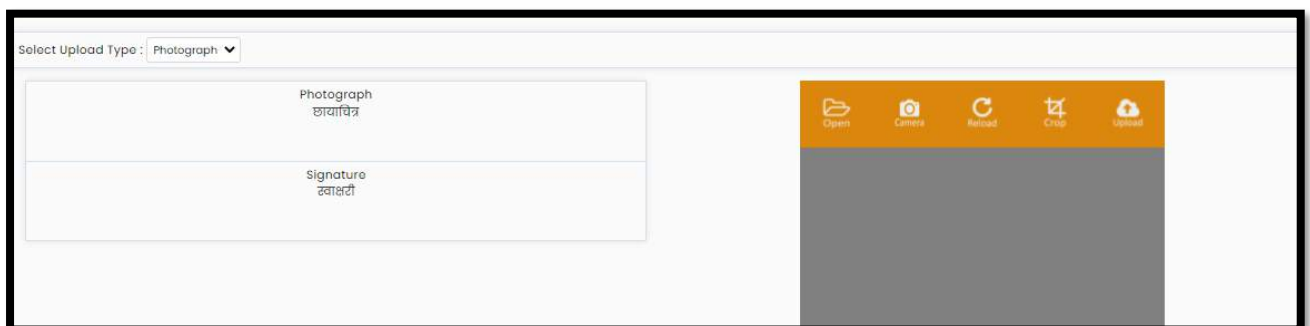 Select Upload Type : Photograph
Photograph
छायाचित्र
Signature
स्वाक्षरी
Open Camera Reload Crop Upload